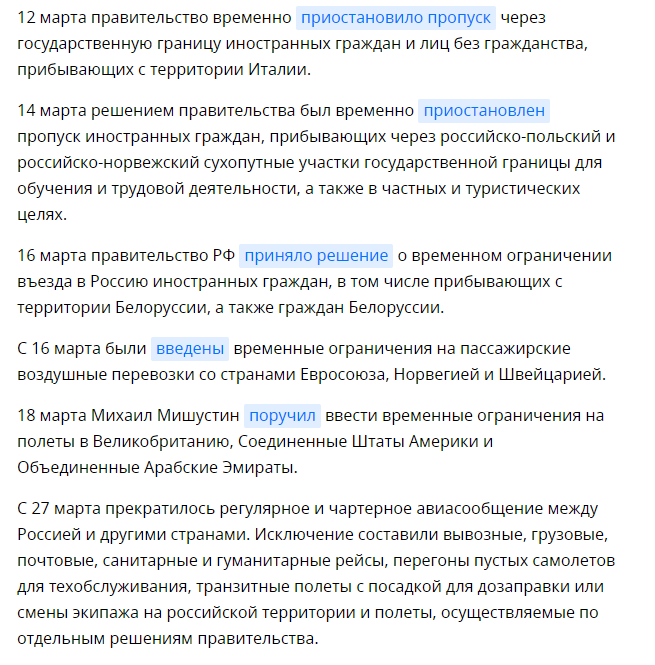 12 марта правительство временно приостановило пропуск через
государственную границу иностранных граждан и лиц без гражданства,
прибывающих с территории Италии.
14 марта решением правительства был временно приостановлен
пропуск иностранных граждан, прибывающих через российско-польский и
российско-норвежский сухопутные участки государственной границы для
обучения и трудовой деятельности, а также в частных и туристических
целях.
16 марта правительство РФ приняло решение о временном ограничении
въезда в Россию иностранных граждан, в том числе прибывающих с
территории Белоруссии, а также граждан Белоруссии.
С 16 марта были введены временные ограничения на пассажирские
воздушные перевозки со странами Евросоюза, Норвегией и Швейцарией.
18 марта Михаил Мишустин поручил ввести временные ограничения на
полеты в Великобританию, Соединенные Штаты Америки и
Объединенные Арабские Эмираты.
С 27 марта прекратилось регулярное и чартерное авиасообщение между
Россией и другими странами. Исключение составили вывозные, грузовые,
почтовые, санитарные и гуманитарные рейсы, перегоны пустых самолетов
для техобслуживания, транзитные полеты с посадкой для дозаправки или
смены экипажа на российской территории и полеты, осуществляемые по
отдельным решениям правительства.